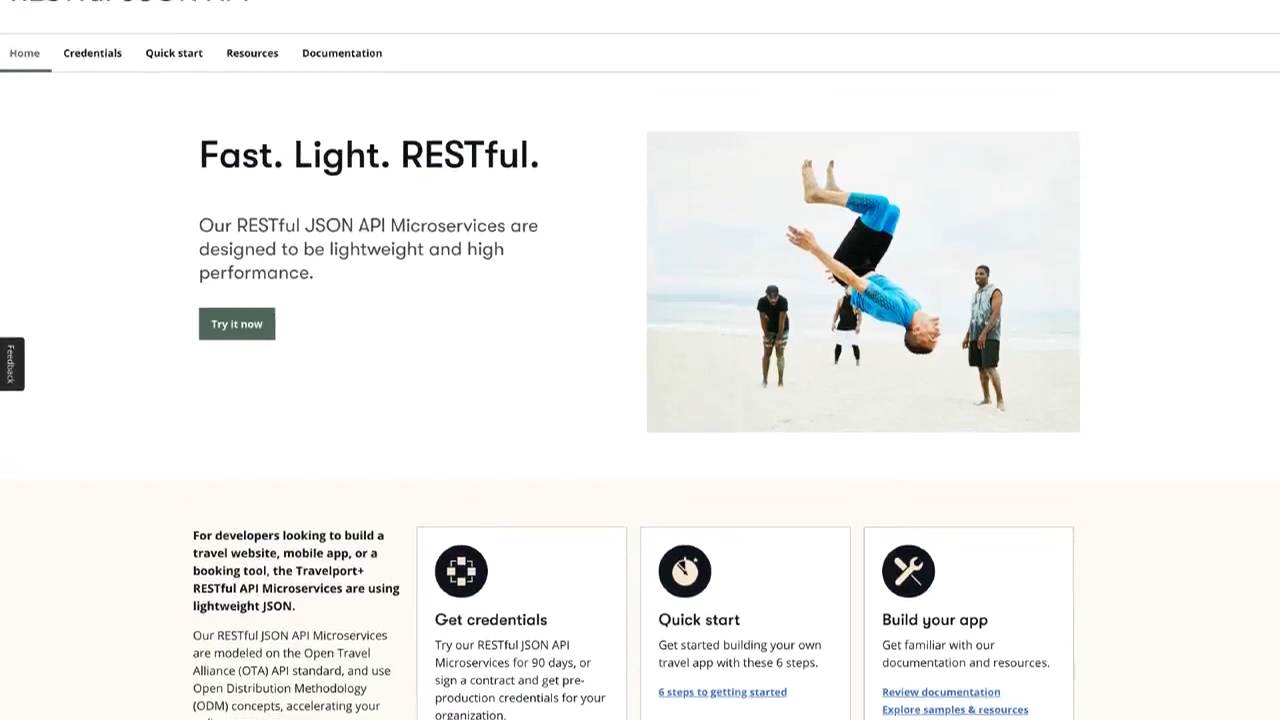 Home Credentials Quick start Resources Documentation
Fast. Light. RESTful.
Our RESTful JSON API Microservices are
designed to be lightweight and high
performance.
Try it now
Feedback
For developers looking to build a
travel website, mobile app, or a
booking tool, the Travelport+
RESTful API Microservices are using
lightweight JSON.
Our RESTful JSON API Microservices
are modeled on the Open Travel
Alliance (OTA) API standard, and use
Open Distribution Methodology
(ODM) concepts, accelerating your
Get credentials
Try our RESTful JSON API
Microservices for 90 days, or
sign a contract and get pre-
production credentials for your
organization.
Quick start
Get started building your own
travel app with these 6 steps.
6 steps to getting started
Build your app
Get familiar with our
documentation and resources.
Review documentation
Explore samples & resources